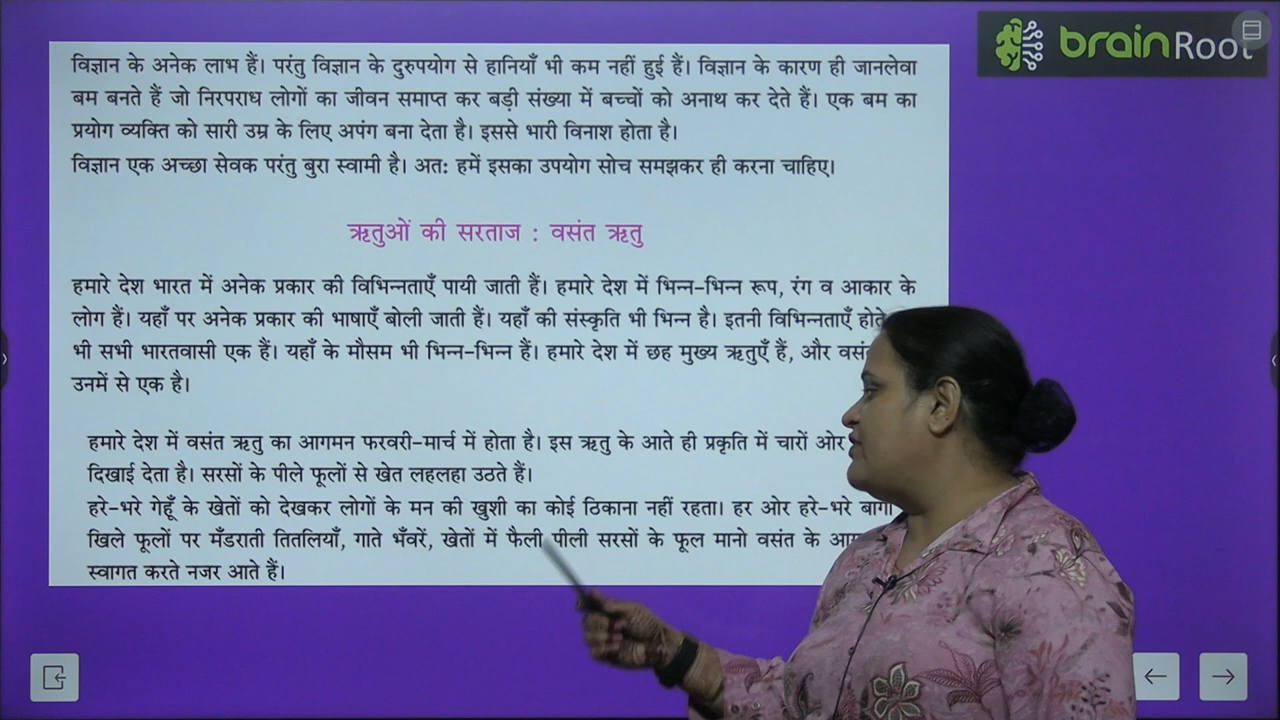 brainRoot
विज्ञान के अनेक लाभ हैं। परंतु विज्ञान के दुरुपयोग से हानियाँ भी कम नहीं हुई हैं। विज्ञान के कारण ही जानलेवा
बम बनते हैं जो निरपराध लोगों का जीवन समाप्त कर बड़ी संख्या में बच्चों को अनाथ कर देते हैं। एक बम का
प्रयोग व्यक्ति को सारी उम्र के लिए अपंग बना देता है। इससे भारी विनाश होता है।
विज्ञान एक अच्छा सेवक परंतु बुरा स्वामी है। अतः हमें इसका उपयोग सोच समझकर ही करना चाहिए।
ऋतुओं की सरताज : वसंत ऋतु
हमारे देश भारत में अनेक प्रकार की विभिन्नताएँ पायी जाती हैं। हमारे देश में भिन्न-भिन्न रूप, रंग व आकार के
लोग हैं। यहाँ पर अनेक प्रकार की भाषाएँ बोली जाती हैं। यहाँ की संस्कृति भी भिन्न है। इतनी विभिन्नताएँ होते
भी सभी भारतवासी एक हैं। यहाँ के मौसम भी भिन्न-भिन्न हैं। हमारे देश में छह मुख्य ऋतुएँ हैं, और
उनमें से एक है।
हमारे देश में वसंत ऋतु का आगमन फरवरी-मार्च में होता है। इस ऋतु के आते ही प्रकृति में चारों ओर
दिखाई देता है। सरसों के पीले फूलों से खेत लहलहा उठते हैं।
हरे-भरे गेहूँ के खेतों को देखकर लोगों के मन की खुशी का कोई ठिकाना नहीं रहता। हर ओर हरे-भरे
खिले फूलों पर मँडराती तितलियाँ, गाते भँवरें, खेतों में फैली पीली सरसों के फूल मानो वसंत के
स्वागत करते नजर आते हैं।